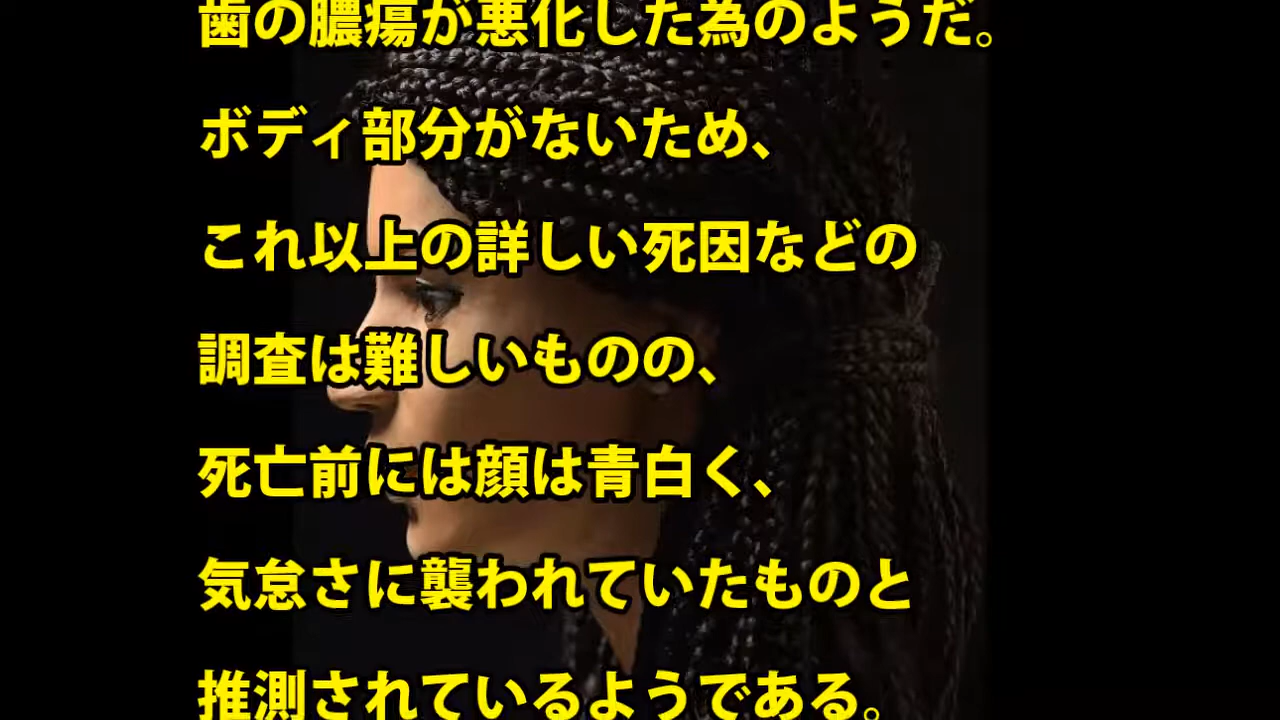 歯の膿瘍が悪化した為のようだ。
ボディ部分がないため、
これ以上の詳しい死因などの
調査は難しいものの、
死亡前には顔は青白く、
気怠さに襲われていたものと
推測されているようである。